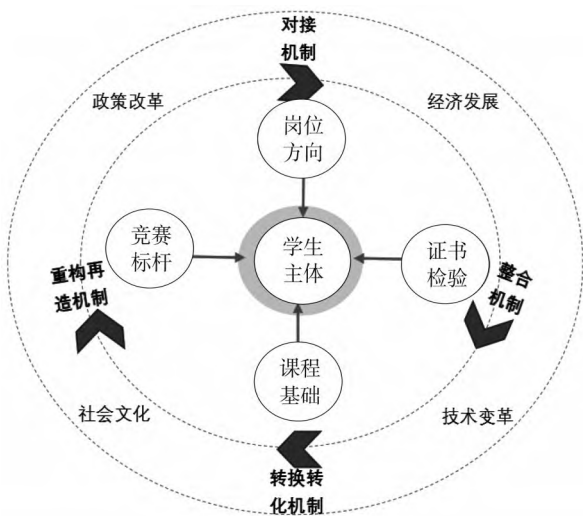 对接
机制
政策改革
经济发展
岗位
方向
竞赛
标杆
学生
主体
证书
检验
重构再
造机制
整合
机制
课程
基础
社会文化
技术变革
转换转
化机制